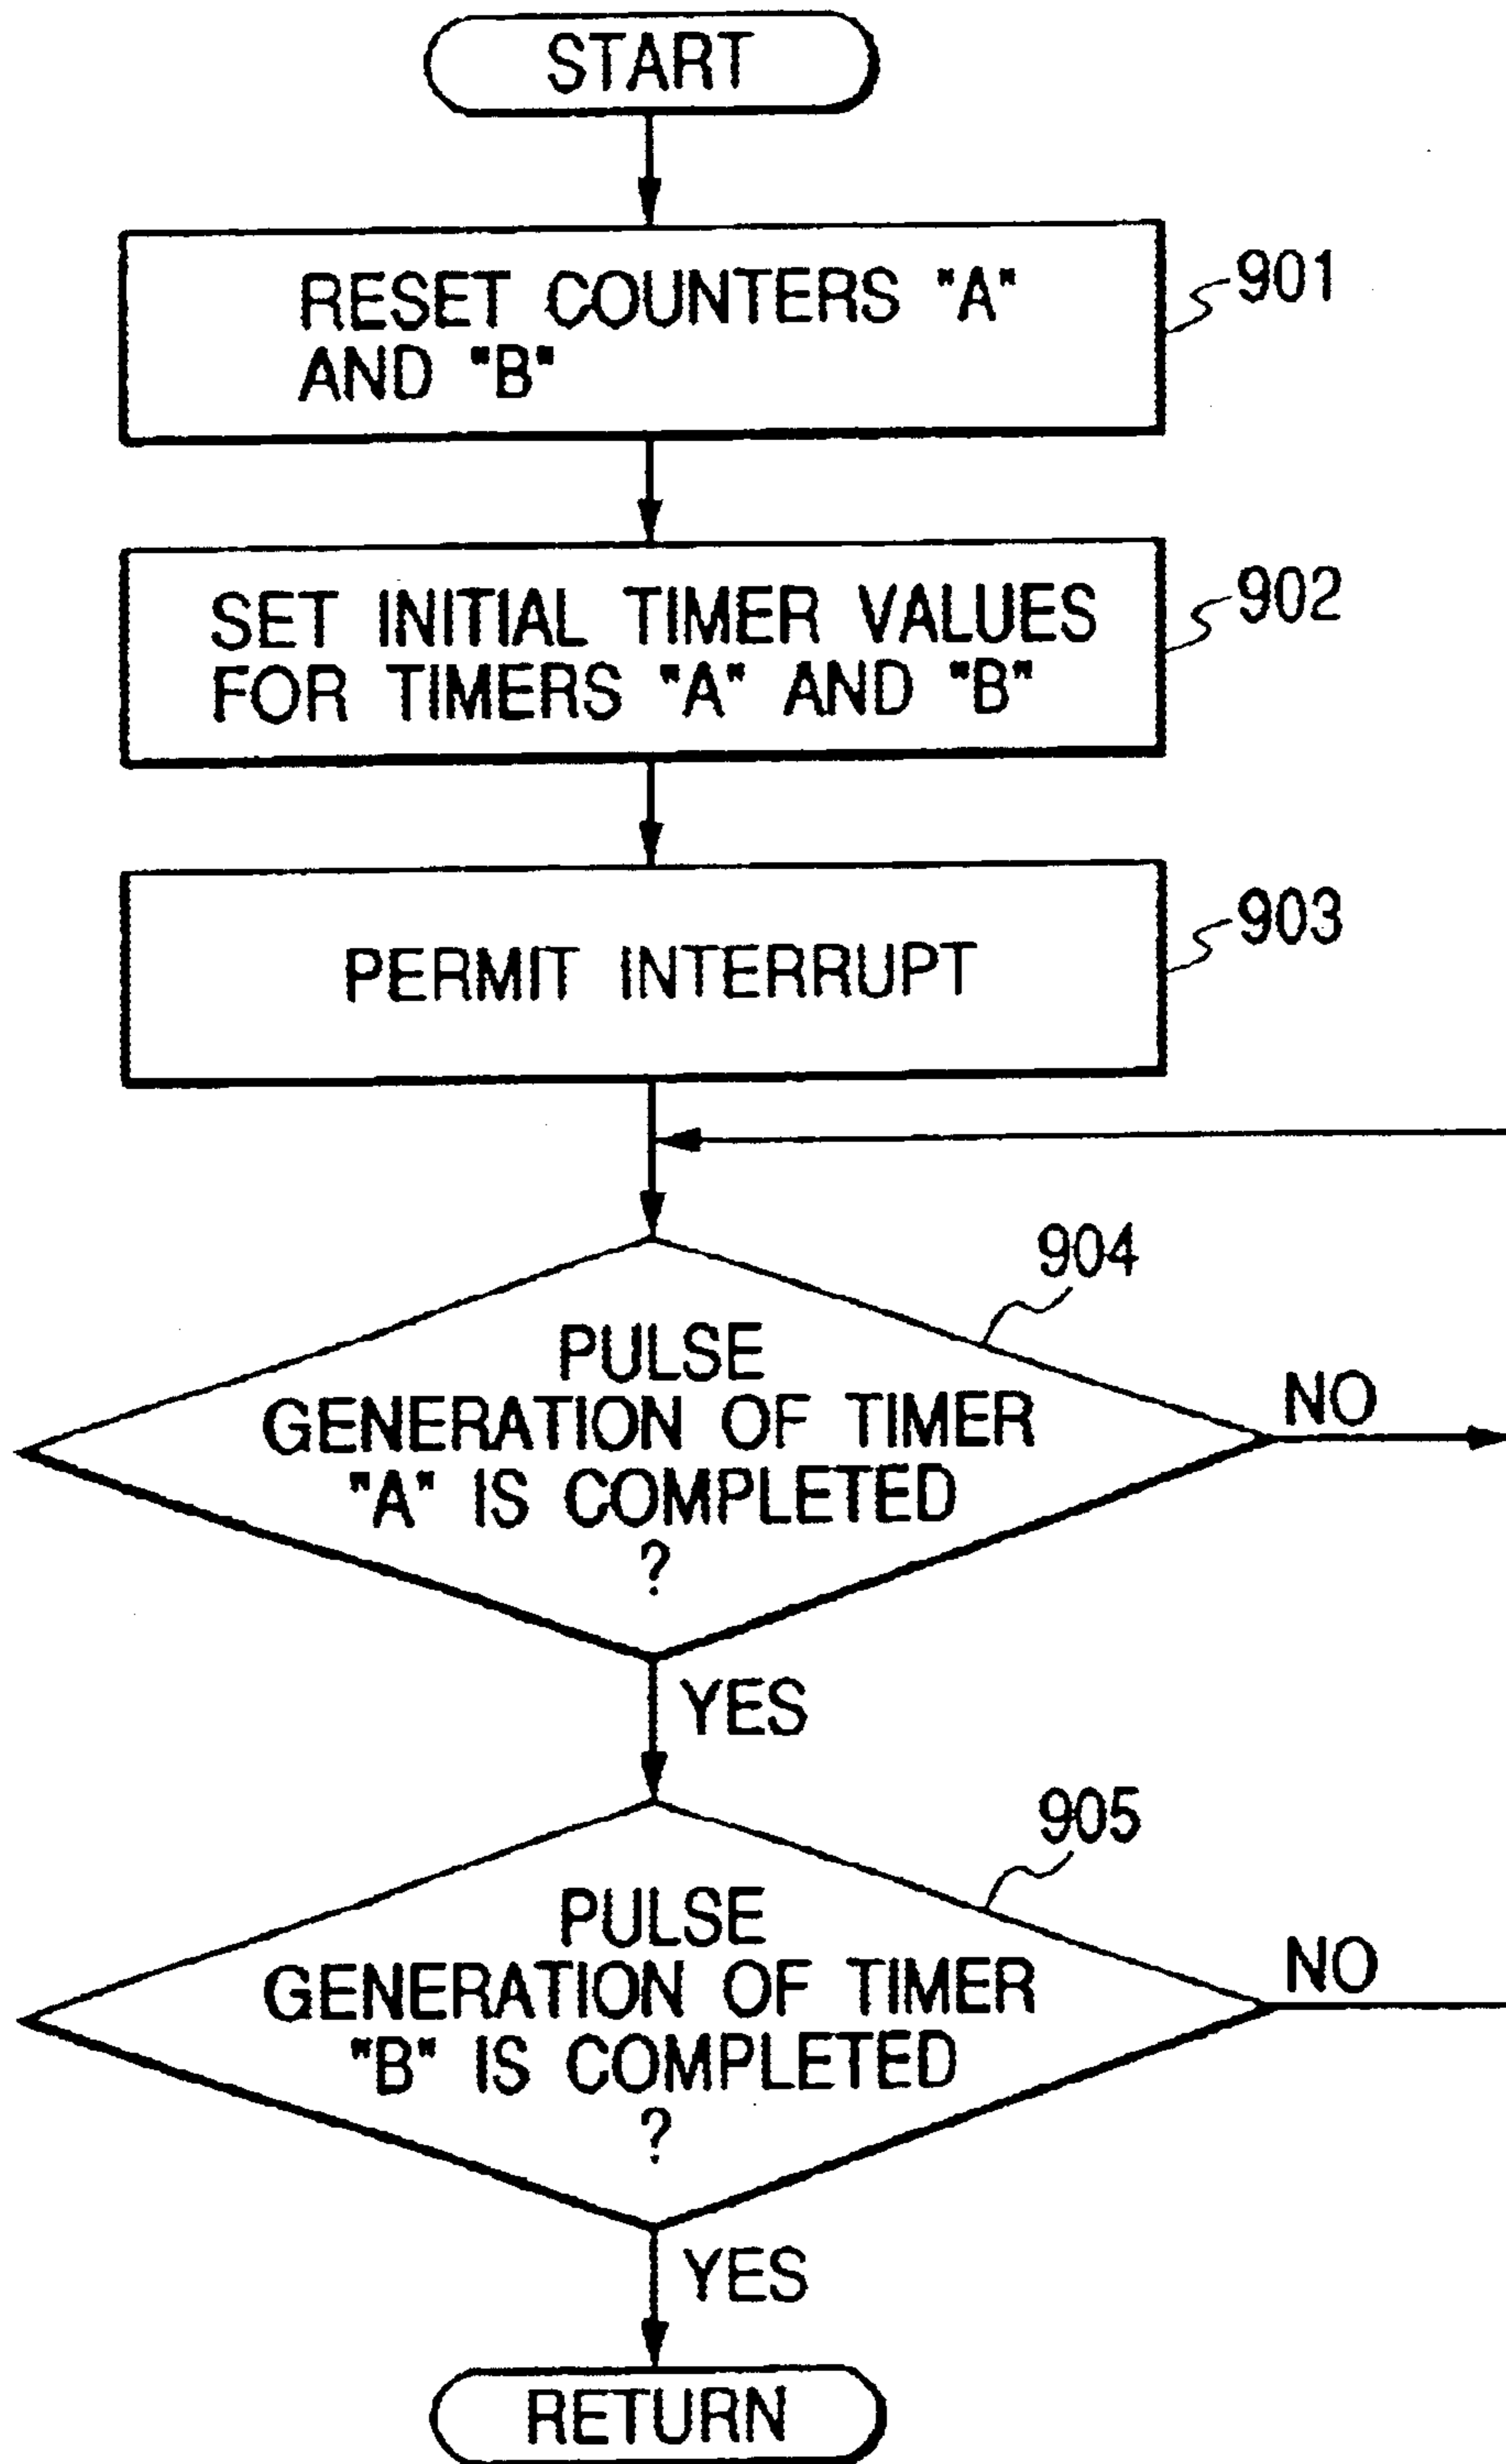 START
RESET COUNTERS "A"
AND "B"
901
SET INITIAL TIMER VALUES
FOR TIMERS "A" AND "B"
902
PERMIT INTERRUPT
903
904
PULSE
GENERATION OF TIMER
"A" IS COMPLETED
?
NO
YES
905
PULSE
GENERATION OF TIMER
"B" IS COMPLETED
?
NO
YES
RETURN